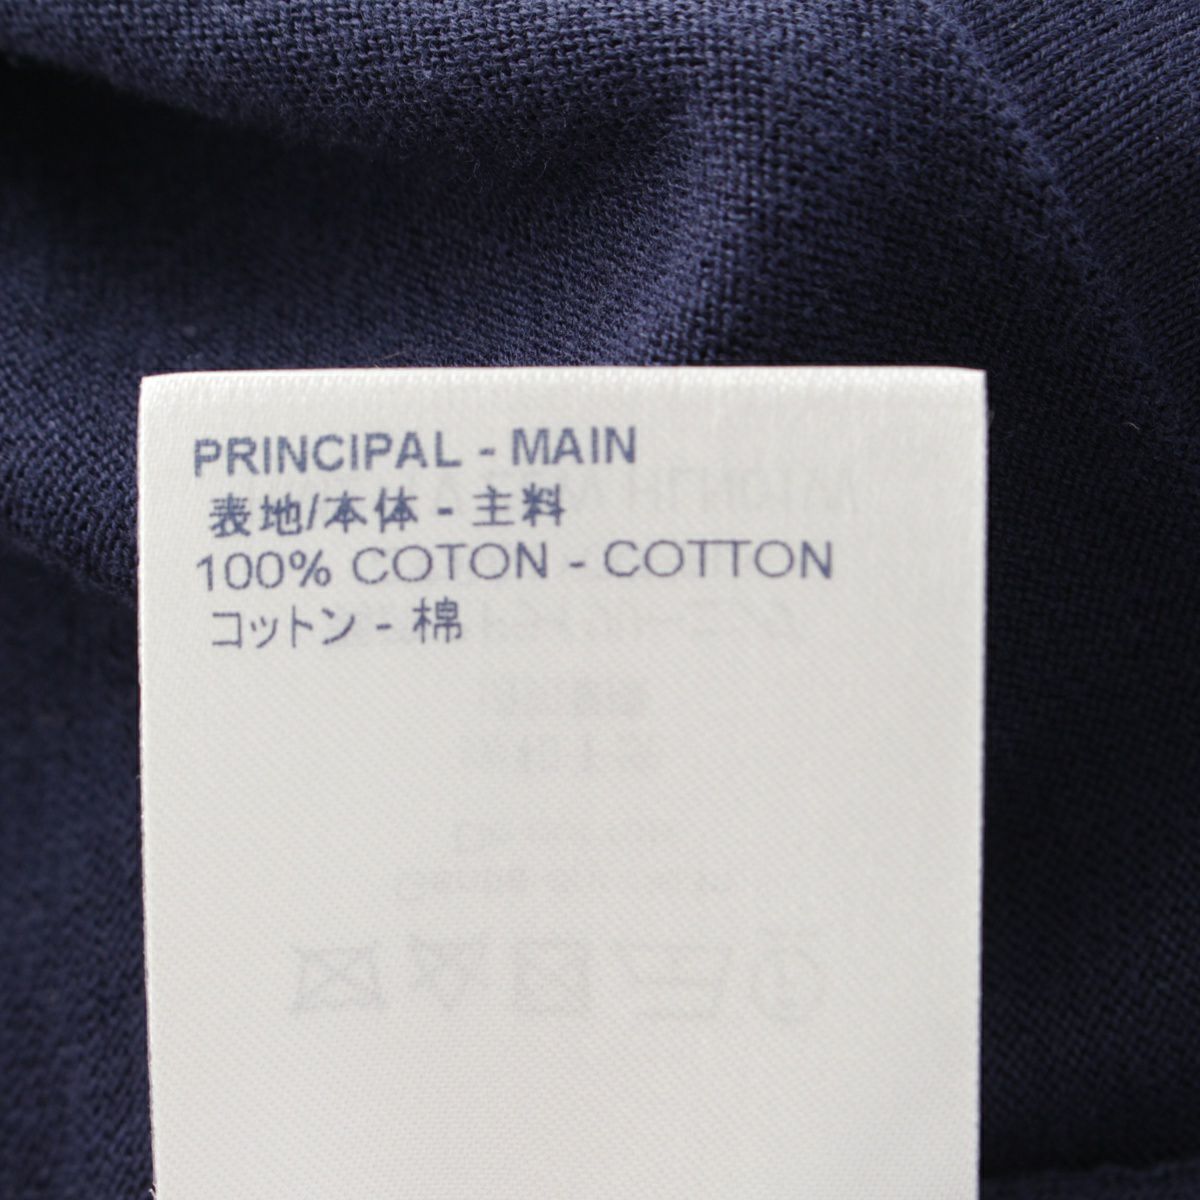 PRINCIPAL - MAIN
表地/本体 - 主料
100% COTON - COTTON
コットン - 棉